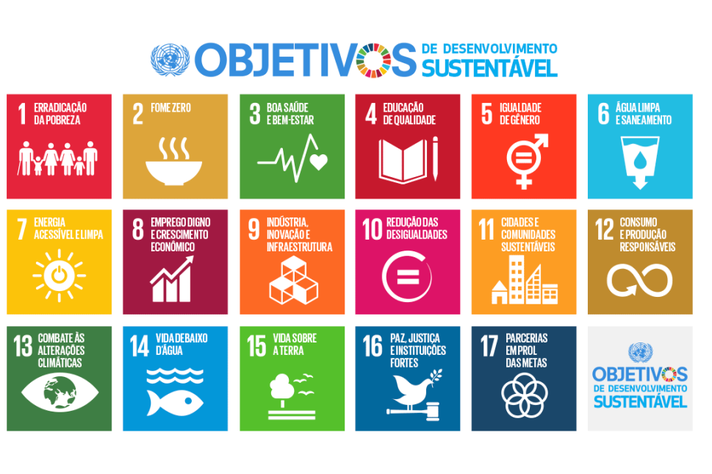 OBJETIVOS
DE DESENVOLVIMENTO
SUSTENTÁVEL
1 ERRADICAÇÃO
DA POBREZA
2 FOME ZERO
3 BOA SAÚDE
E BEM-ESTAR
4 EDUCAÇÃO
DE QUALIDADE
5 IGUALDADE
DE GÊNERO
6 ÁGUA LIMPA
E SANEAMENTO
7 ENERGIA
ACESSÍVEL E LIMPA
8 EMPREGO DIGNO
E CRESCIMENTO
ECONÔMICO
9 INDÚSTRIA,
INOVAÇÃO E
INFRAESTRUTURA
10 REDUÇÃO DAS
DESIGUALDADES
11 CIDADES E
COMUNIDADES
SUSTENTÁVEIS
12 CONSUMO
E PRODUÇÃO
RESPONSÁVEIS
13 COMBATE ÀS
ALTERAÇÕES
CLIMÁTICAS
14 VIDA DEBAIXO
D'ÁGUA
15 VIDA SOBRE
A TERRA
16 PAZ, JUSTIÇA
E INSTITUIÇÕES
FORTES
17 PARCERIAS
EM PROL
DAS METAS
OBJETIVOS
DE DESENVOLVIMENTO
SUSTENTÁVEL